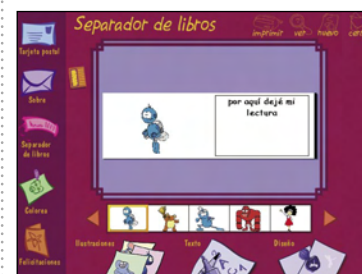 Separador de libros
imprimir ver nuevo
Tarjeta postal
Sobre
Separador
de libros
Colorea
Felicitaciones
por aquí dejé mi
lectura
Ilustraciones Texto Diseño